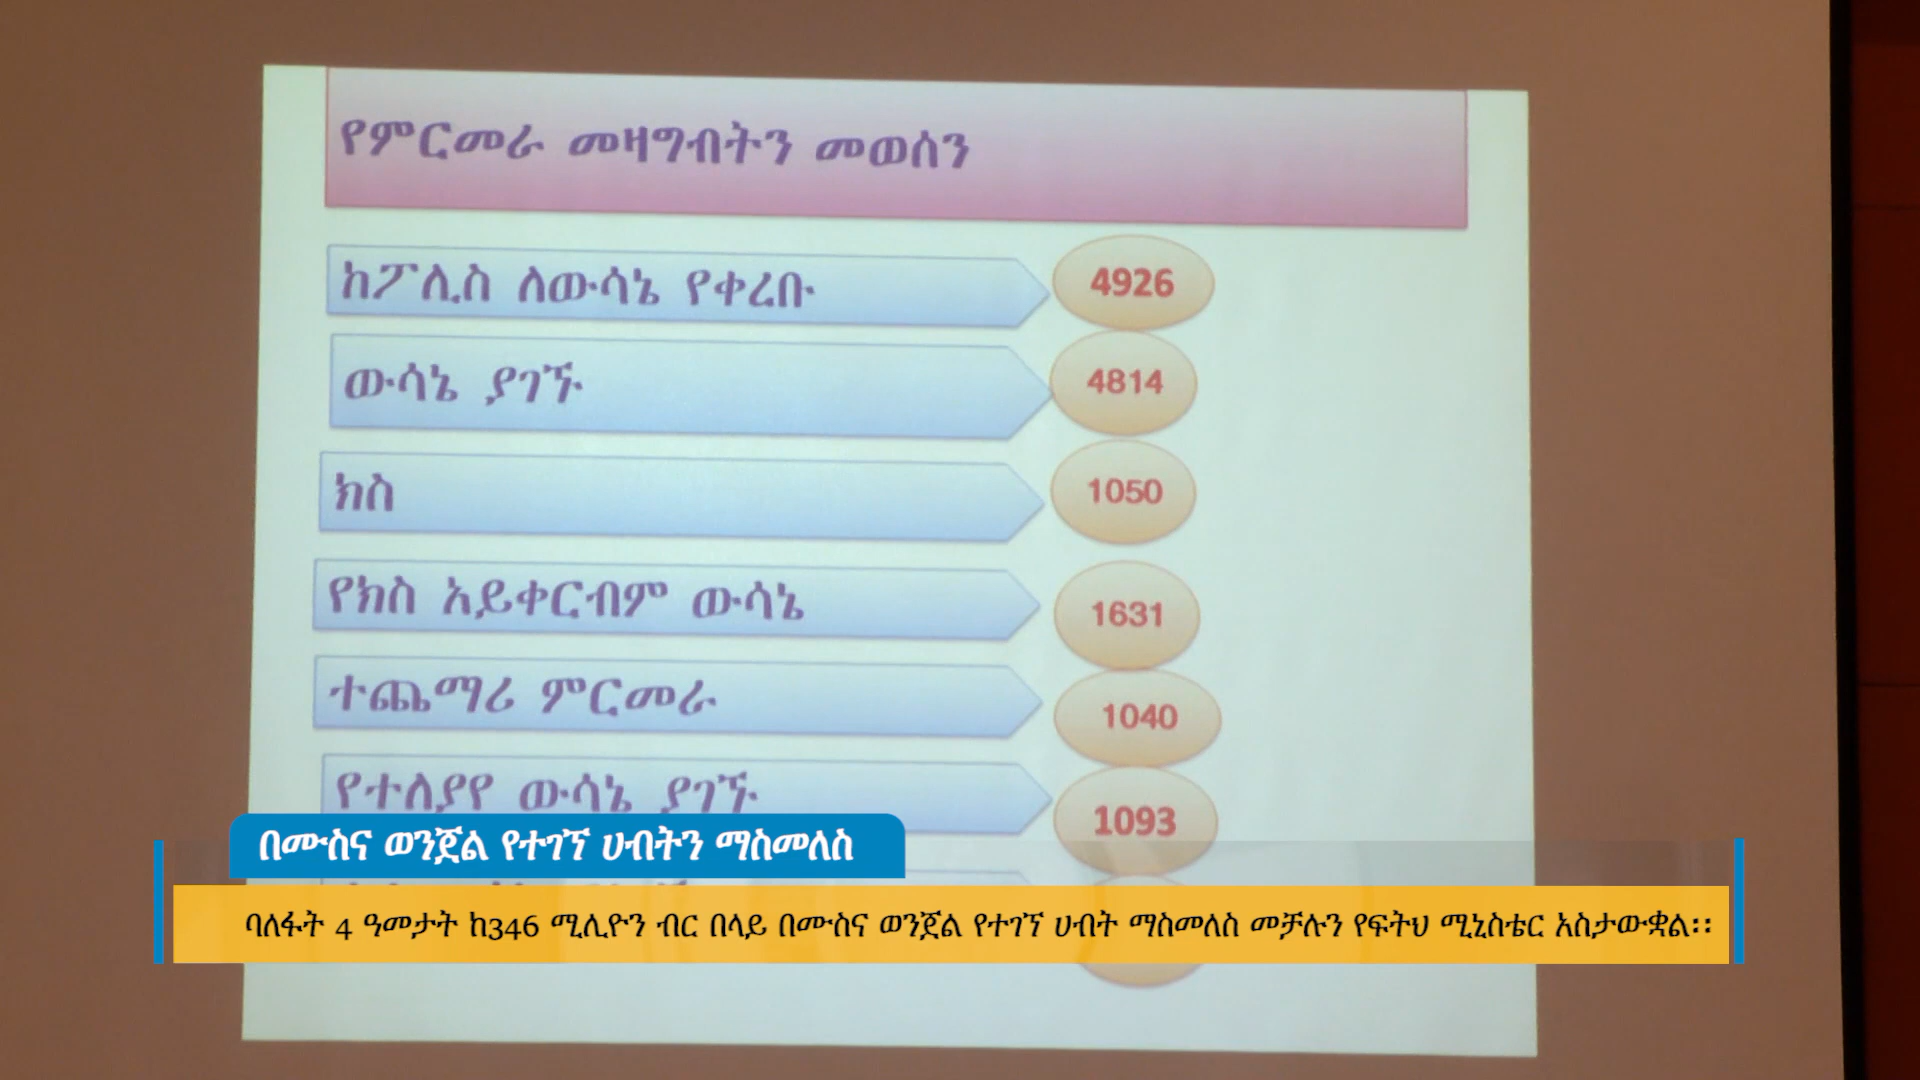 የምርመራ መዛግብትን መወሰን
ከፖሊስ ለውሳኔ የቀረቡ 4926
ውሳኔ ያገኙ 4814
ክስ 1050
የክስ አይቀርብም ውሳኔ 1631
ተጨማሪ ምርመራ 1040
የተለያየ ውሳኔ ያገኙ 1093
በሙስና ወንጀል የተገኘ ሀብትን ማስመለስ
ባለፋት 4 ዓመታት ከ346 ሚሊዮን ብር በላይ በሙስና ወንጀል የተገኘ ሀብት ማስመለስ መቻሉን የፍትህ ሚኒስቴር አስታውቋል፡፡